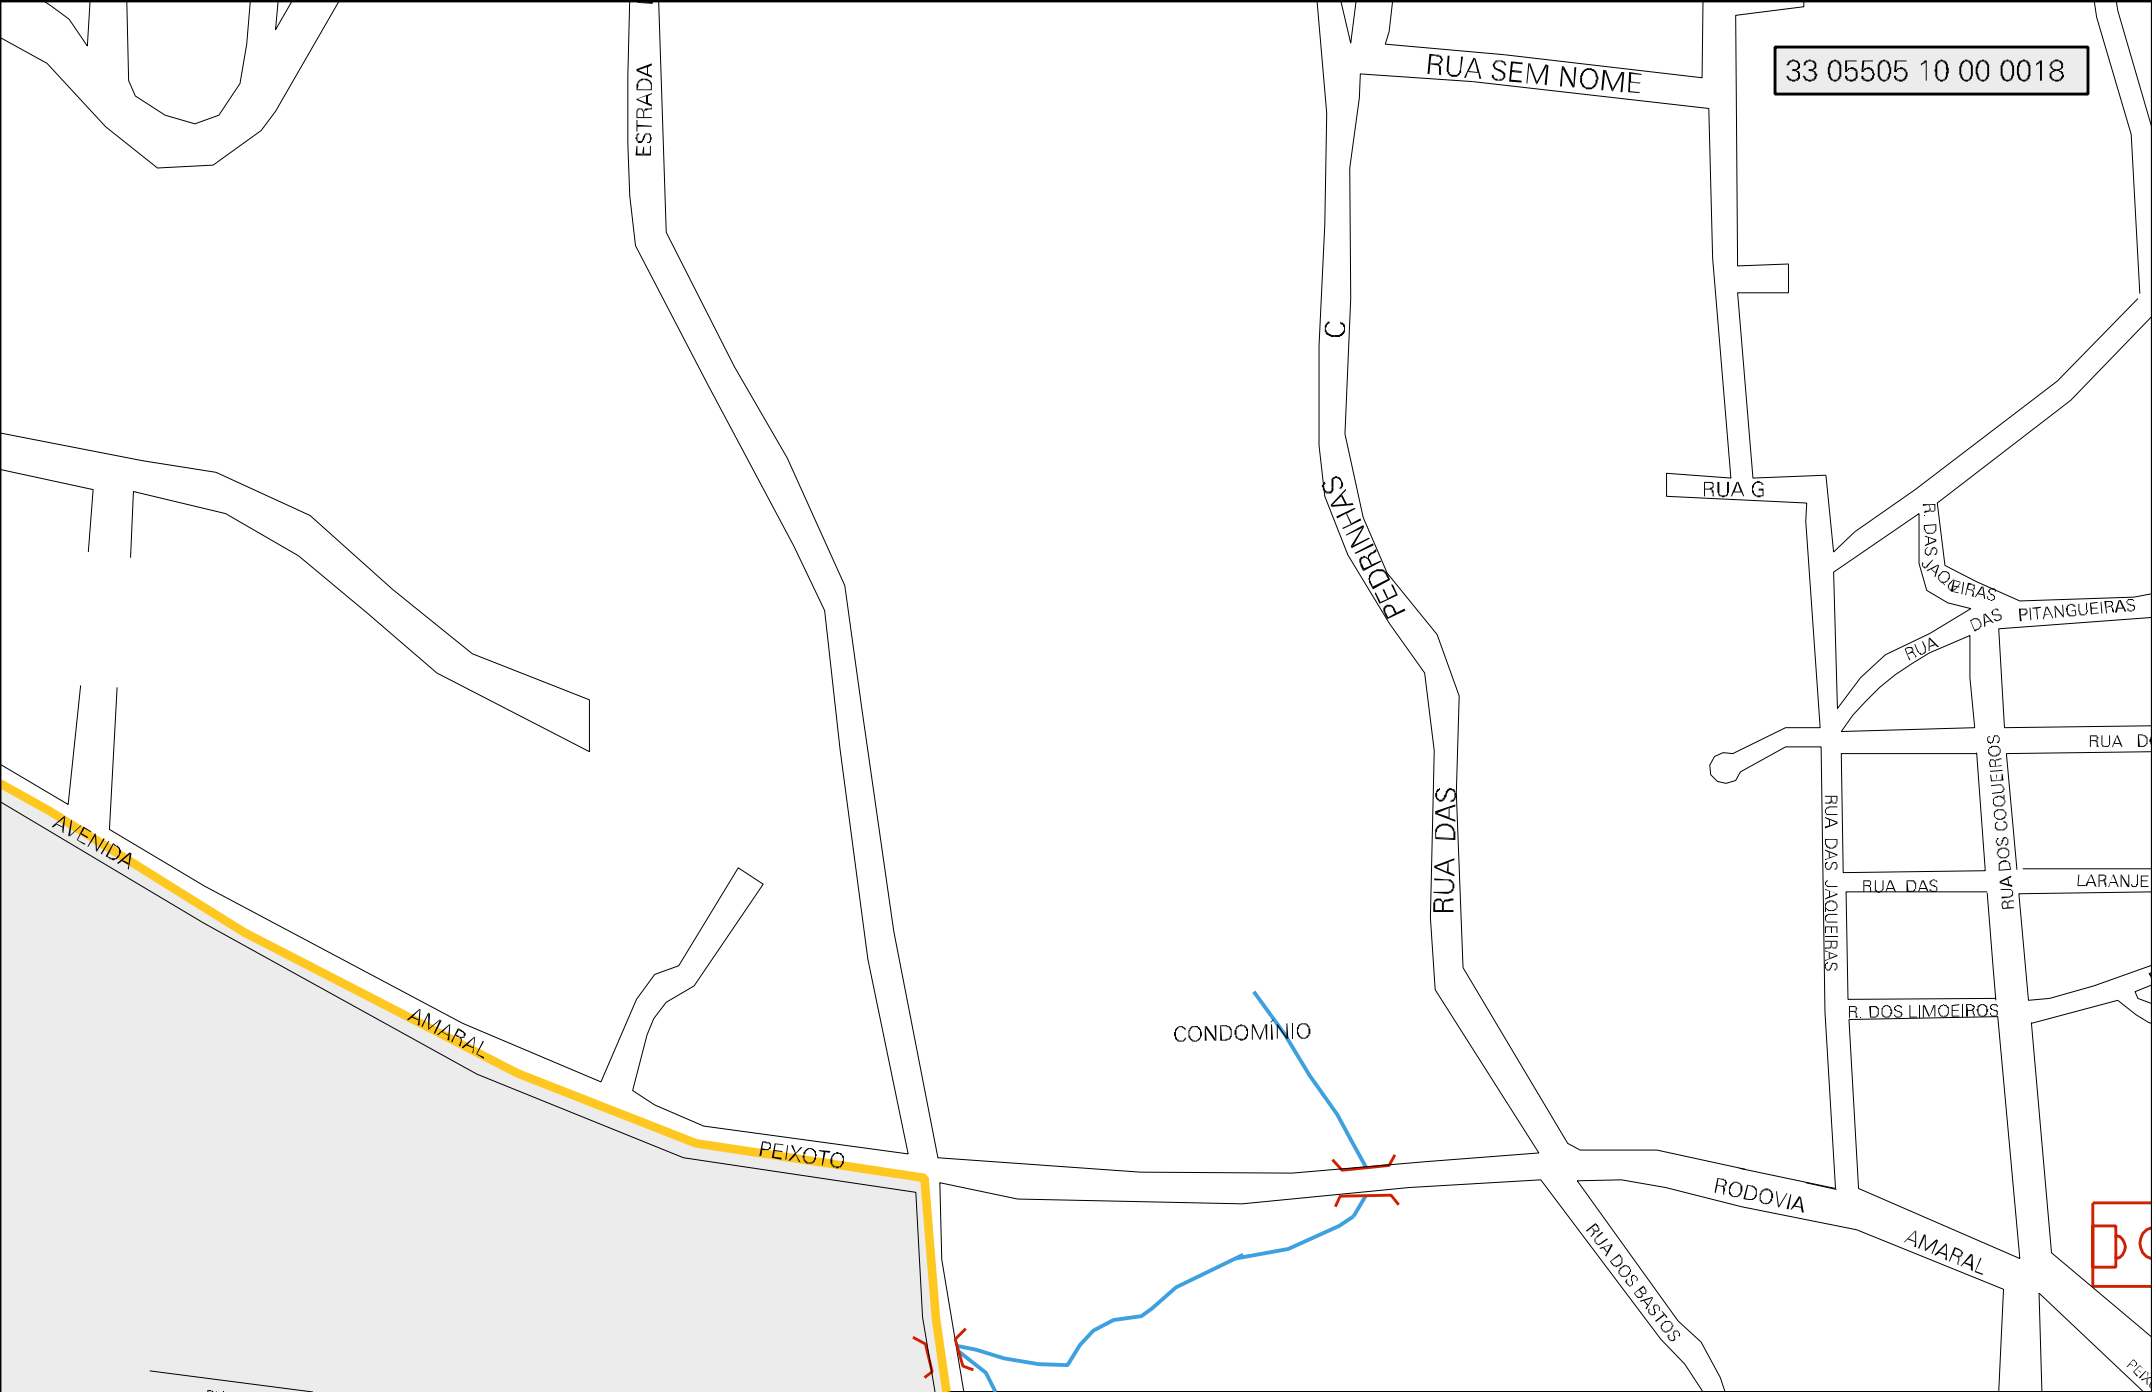 ESTRADA
RUA SEM NOME
33 05505 10 00 0018
C
PEDRINHAS
RUA DAS
RUA G
R. DAS
JAQUEIRAS
RUA DAS PITANGUEIRAS
RUA
RUA DOS COQUEIROS
RUA DAS JAQUEIRAS
RUA DAS
LARANJE
R. DOS LIMOEIROS
AVENIDA
AMARAL
PEIXOTO
CONDOMÍNIO
RODOVIA
AMARAL
RUA DOS BASTOS